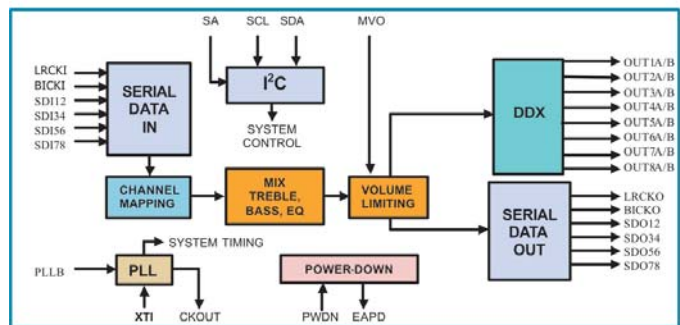 SA
SCL
SDA
MVO
LRCKI
BICKI
SDI12
SDI34
SDI56
SDI78
SERIAL
DATA
IN
I²C
SYSTEM
CONTROL
DDX
OUT1A/B
OUT2A/B
OUT3A/B
OUT4A/B
OUT5A/B
OUT6A/B
OUT7A/B
OUT8A/B
CHANNEL
MAPPING
MIX
TREBLE,
BASS, EQ
VOLUME
LIMITING
SERIAL
DATA
OUT
LRCKO
BICKO
SDO12
SDO34
SDO56
SDO78
SYSTEM TIMING
PLLB
PLL
XTI
CKOUT
POWER-DOWN
PWDN
EAPD